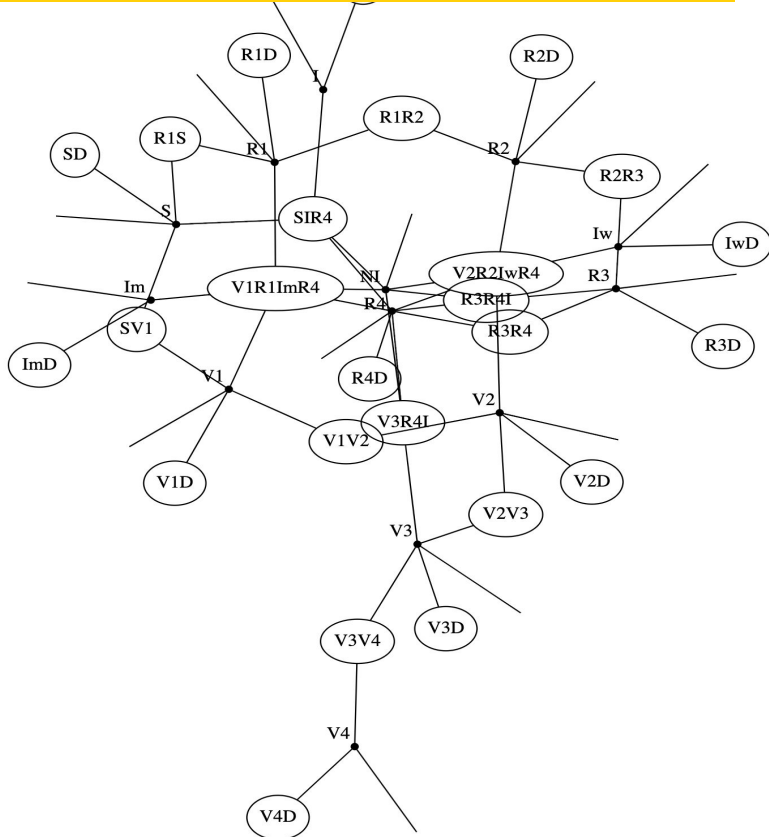 R1D
R2D
I
R1R2
R1S
R1
R2
SD
R2R3
S
SIR4
Iw
IwD
NI
V2R2IwR4
R3
Im
V1R1ImR4
R3R4I
R4
SV1
R3R4
R3D
ImD
V1
R4D
V2
V3R4I
V1V2
V1D
V2D
V2V3
V3
V3D
V3V4
V4
V4D